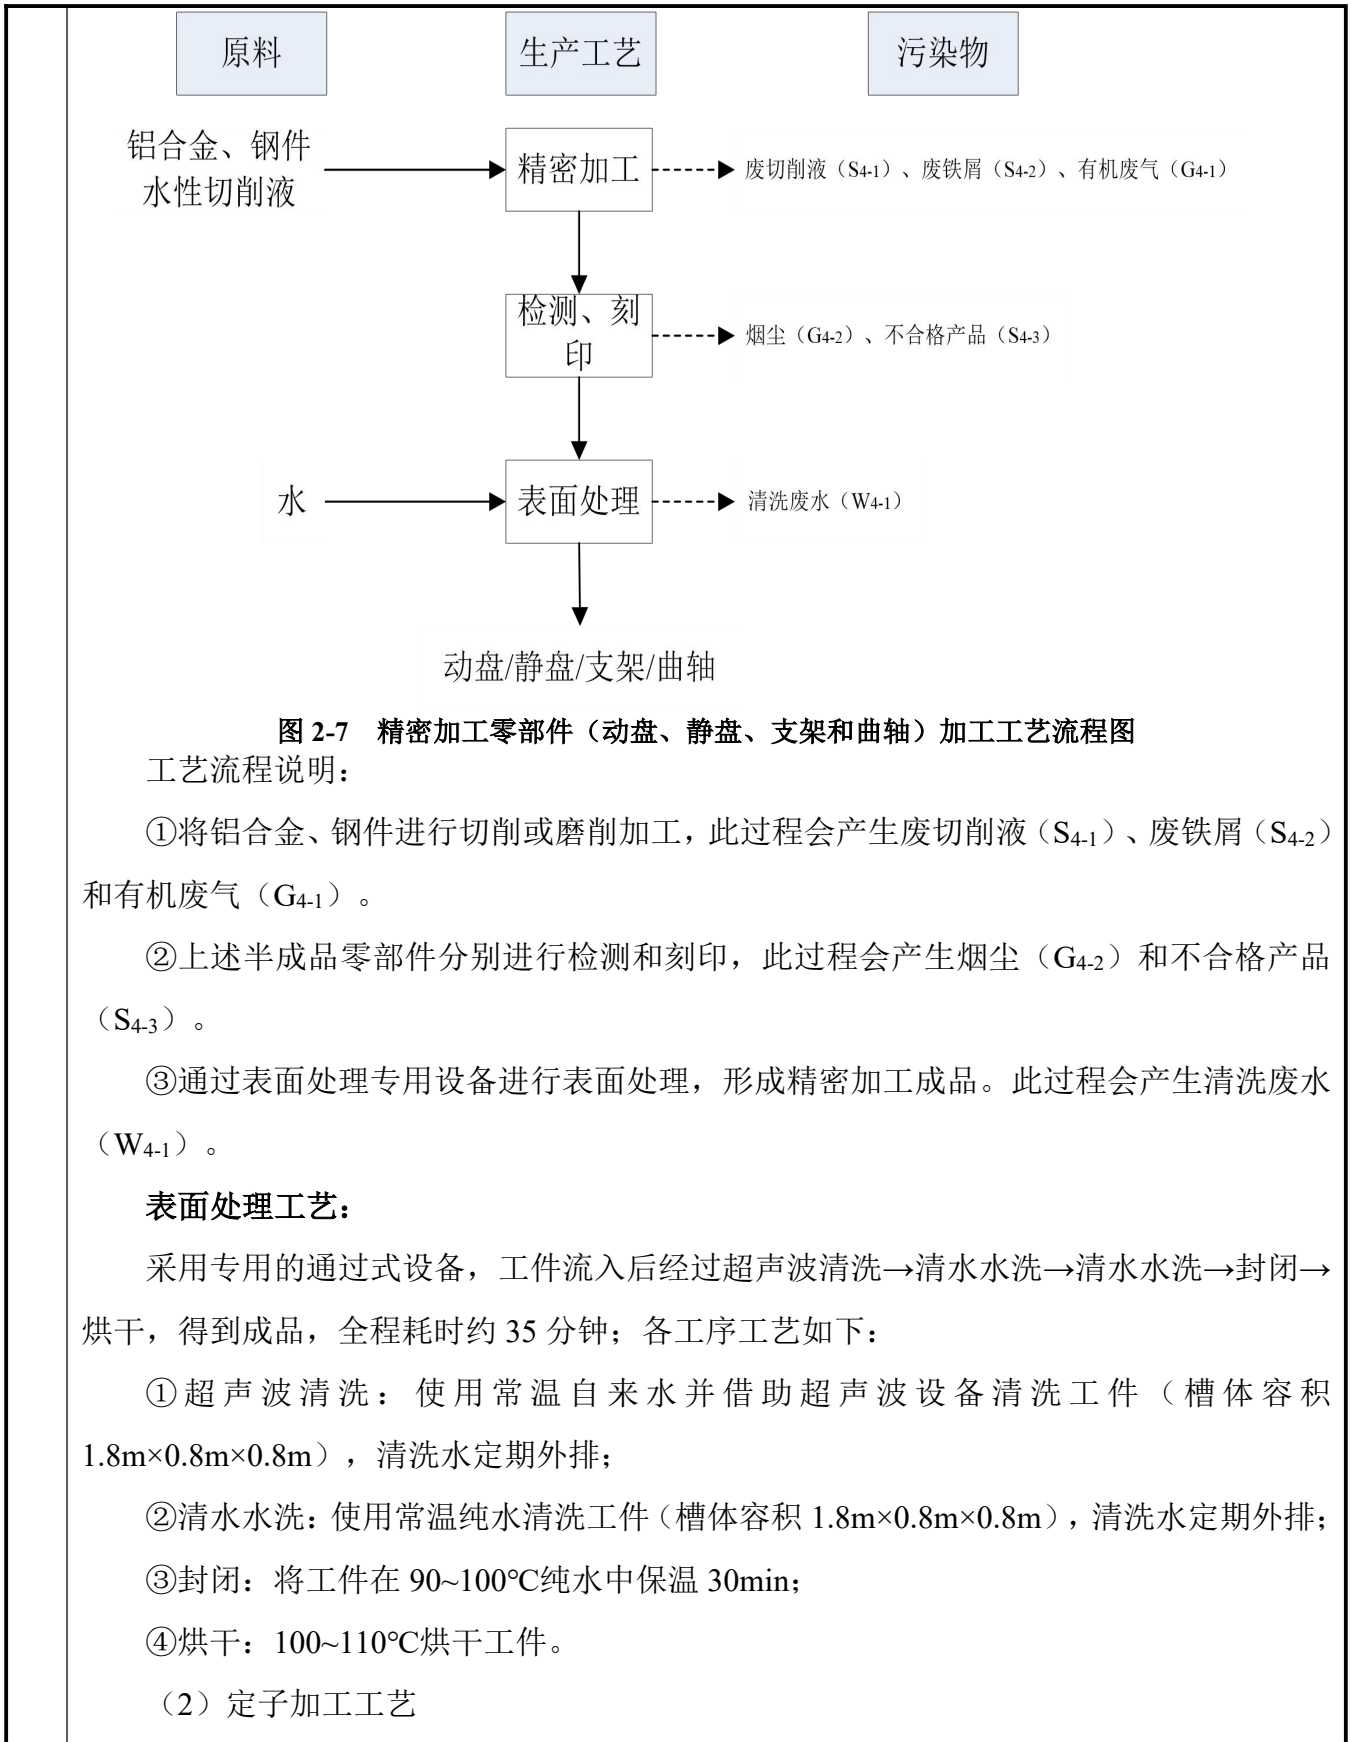 原料
生产工艺
污染物
铝合金、钢件
水性切削液
精密加工
废切削液（S4-1）、废铁屑（S4-2）、有机废气（G4-1）
检测、刻
印
烟尘（G4-2）、不合格产品（S4-3）
水
表面处理
清洗废水（W4-1）
动盘/静盘/支架/曲轴
图 2-7 精密加工零部件（动盘、静盘、支架和曲轴）加工工艺流程图
工艺流程说明：
①将铝合金、钢件进行切削或磨削加工，此过程会产生废切削液（S4-1）、废铁屑（S4-2）
和有机废气（G4-1）。
②上述半成品零部件分别进行检测和刻印，此过程会产生烟尘（G4-2）和不合格产品
（S4-3）。
③通过表面处理专用设备进行表面处理，形成精密加工成品。此过程会产生清洗废水
（W4-1）。
表面处理工艺：
采用专用的通过式设备，工件流入后经过超声波清洗→清水水洗→清水水洗→封闭→
烘干，得到成品，全程耗时约 35 分钟；各工序工艺如下：
①超声波清洗：使用常温自来水并借助超声波设备清洗工件（槽体容积
1.8m×0.8m×0.8m），清洗水定期外排；
②清水水洗：使用常温纯水清洗工件（槽体容积 1.8m×0.8m×0.8m），清洗水定期外排；
③封闭：将工件在 90~100℃纯水中保温 30min；
④烘干：100~110℃烘干工件。
（2）定子加工工艺